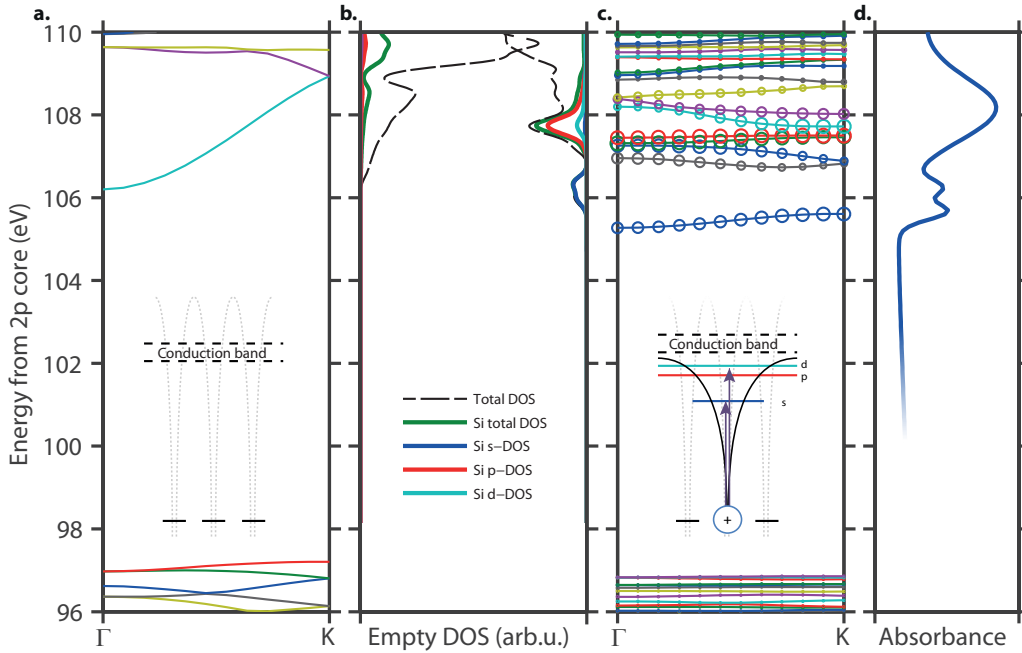 a.
b.
c.
d.
Energy from 2p core (eV)
110
108
106
104
102
100
98
96
Conduction band
Γ
K
Total DOS
Si total DOS
Si s−DOS
Si p−DOS
Si d−DOS
Empty DOS (arb.u.)
Conduction band
d
p
s
+
Γ
K
Absorbance